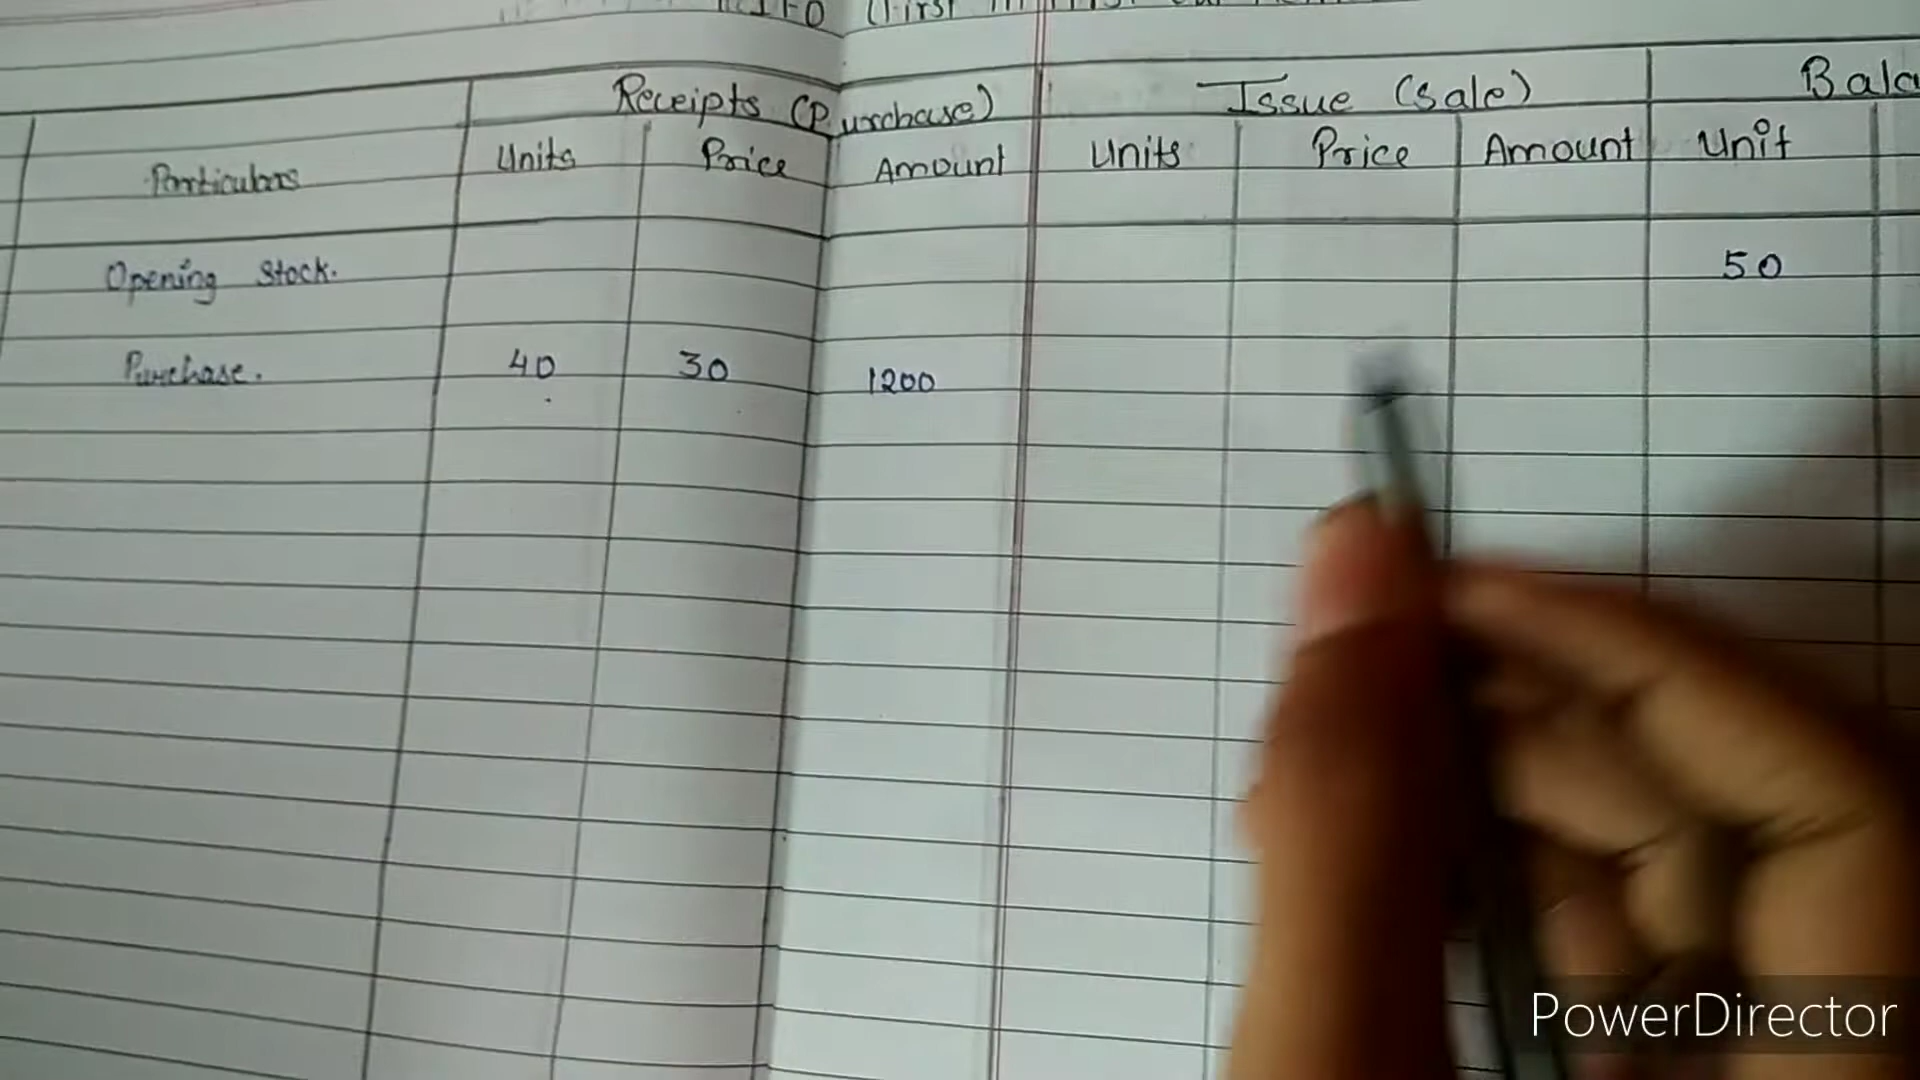 (First
Receipts (Purchase) Issue (Sale)
Particulars Units Price Amount Units Price Amount Unit
Opening Stock. 50
Purchase. 40 30 1200
PowerDirector